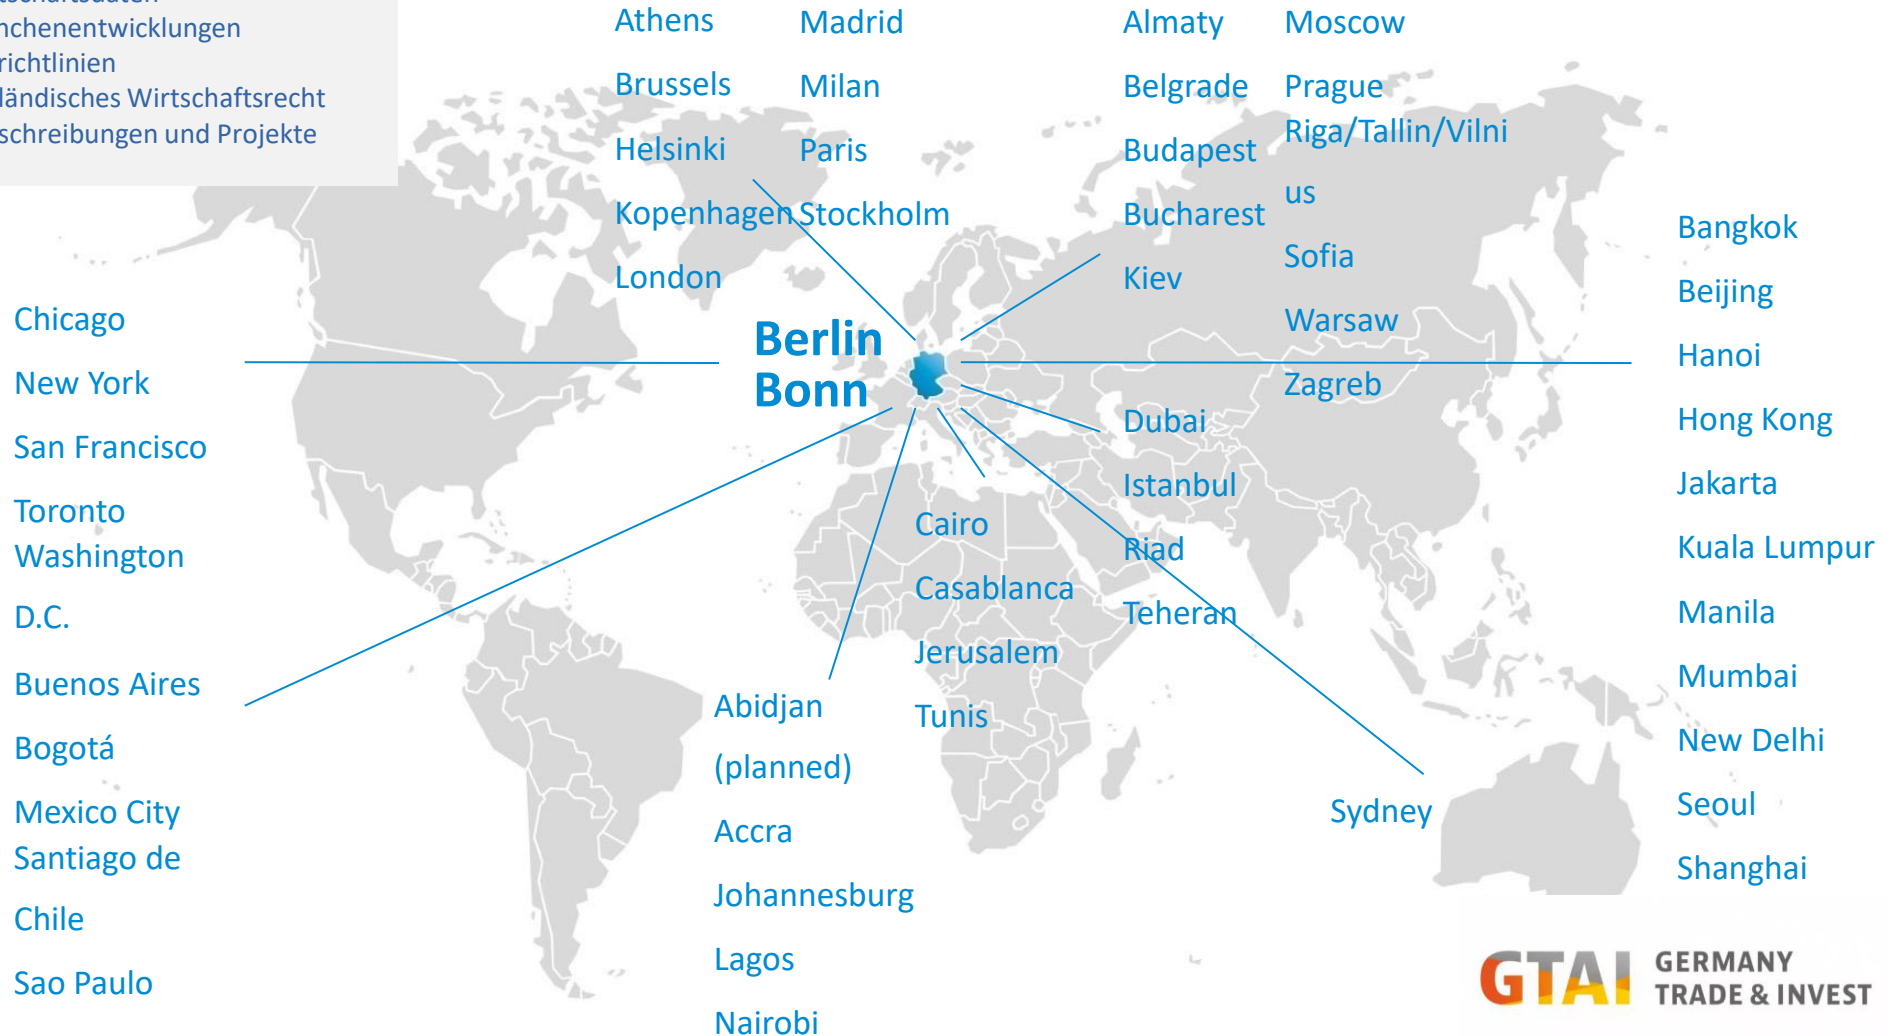 ländisches Wirtschaftsrecht
schreibungen und Projekte
richtlinien
nchenentwicklungen
Athens
Brussels
Helsinki
Kopenhagen
London
Madrid
Milan
Paris
Stockholm
Almaty
Belgrade
Budapest
Bucharest
Kiev
Moscow
Prague
Riga/Tallin/Vilni
us
Sofia
Warsaw
Zagreb
Chicago
New York
San Francisco
Toronto
Washington
D.C.
Buenos Aires
Bogotá
Mexico City
Santiago de
Chile
Sao Paulo
Berlin
Bonn
Dubai
Istanbul
Riad
Teheran
Cairo
Casablanca
Jerusalem
Tunis
Abidjan
(planned)
Accra
Johannesburg
Lagos
Nairobi
Sydney
Bangkok
Beijing
Hanoi
Hong Kong
Jakarta
Kuala Lumpur
Manila
Mumbai
New Delhi
Seoul
Shanghai
GTAI GERMANY
TRADE & INVEST